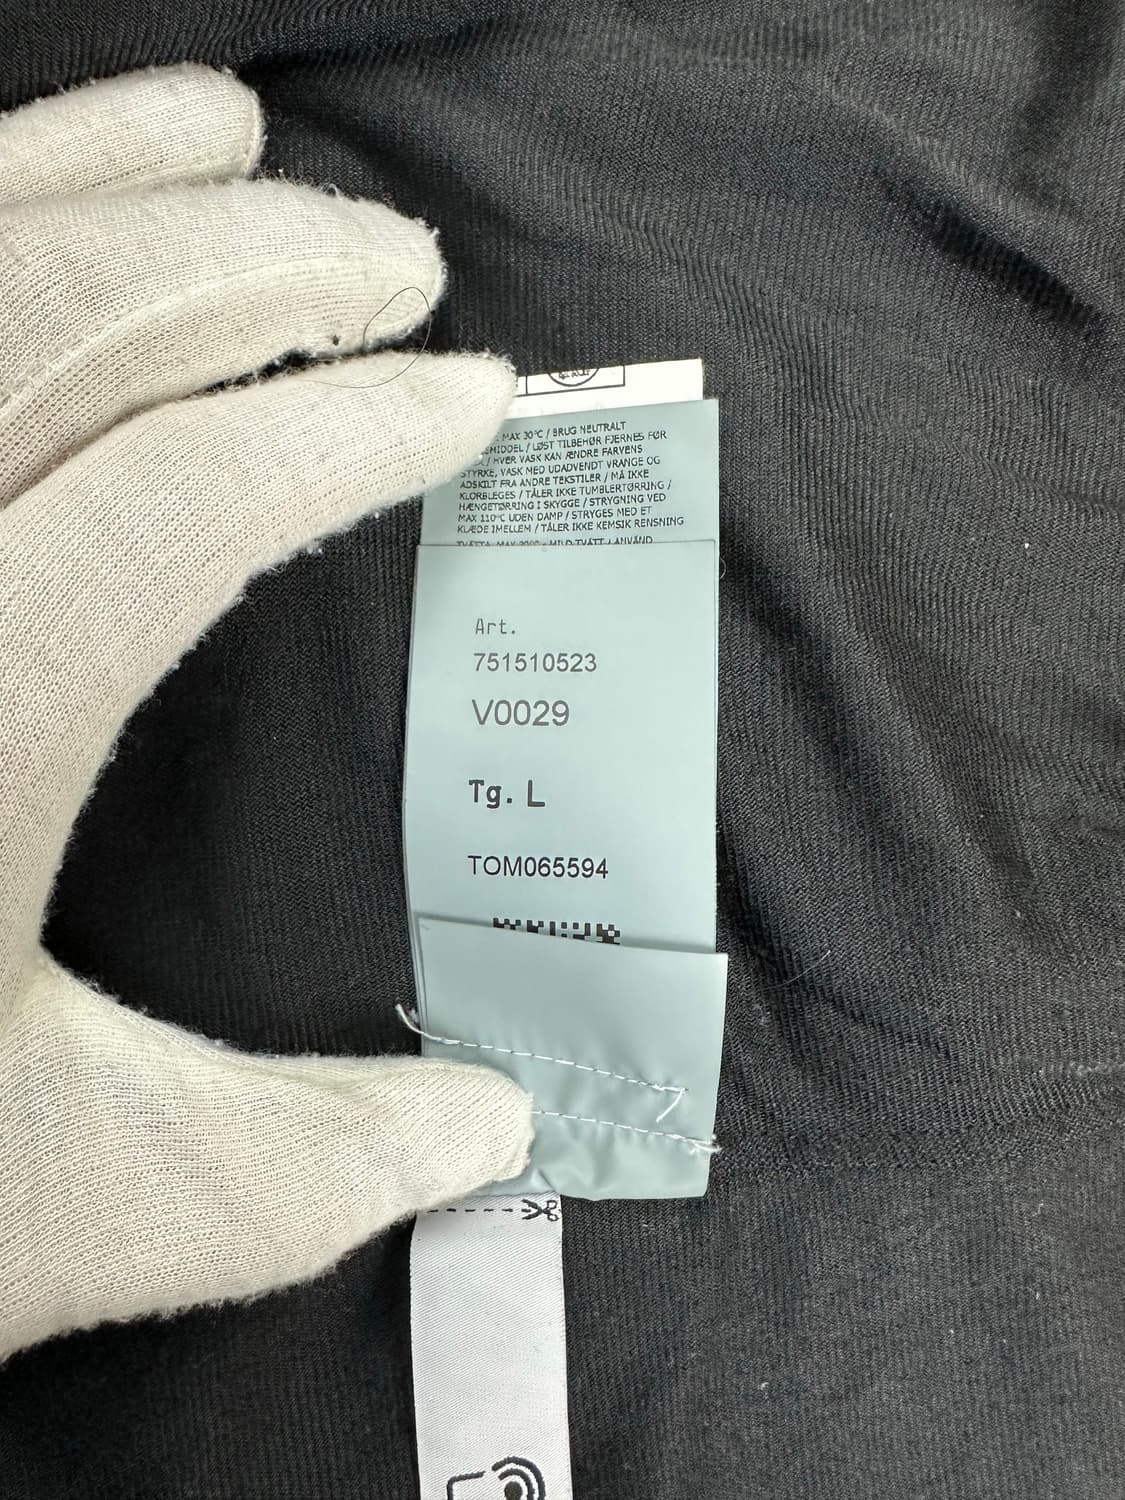 MAX 30°C / BRUG NEUTRALT
/ LØST TILBEHØR FJERNES FØR
/ HVER VASK KAN ÆNDRE FARVENS
STYRKE, VASK MED UDADVENDT VRANGE OG
ADSKILT FRA ANDRE TEKSTILER / MÅ IKKE
KLORBLEGES / TÅLER IKKE TUMBLERTØRRING /
HÆNGETØRRING I SKYGGE / STRYGNING VED
MAX 110°C UDEN DAMP / STRYGES MED ET
KLÆDE IMELLEM / TÅLER IKKE KEMISK RENSNING
Art.
751510523
V0029
Tg. L
TOM065594